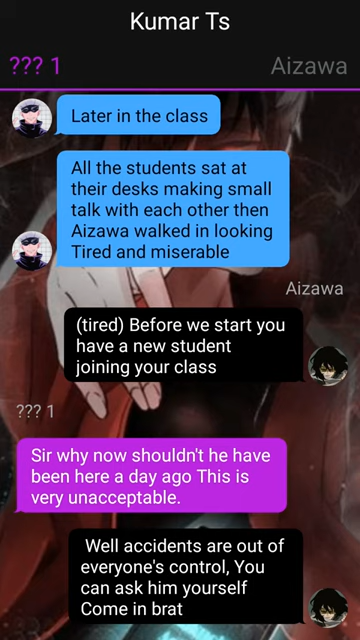 Kumar Ts
??? 1
Aizawa
Later in the class
All the students sat at
their desks making small
talk with each other then
Aizawa walked in looking
Tired and miserable
Aizawa
(tired) Before we start you
have a new student
joining your class
??? 1
Sir why now shouldn't he have
been here a day ago This is
very unacceptable.
Well accidents are out of
everyone's control, You
can ask him yourself
Come in brat